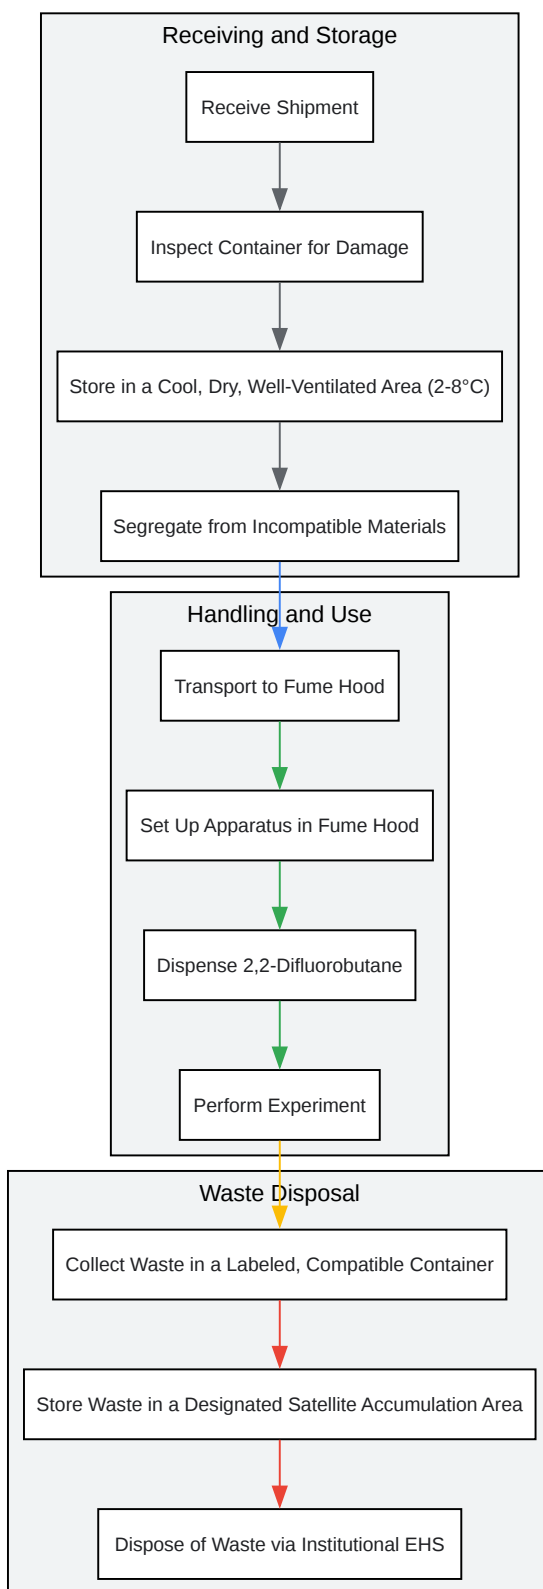 Receiving and Storage
Receive Shipment
Inspect Container for Damage
Store in a Cool, Dry, Well-Ventilated Area (2-8°C)
Segregate from Incompatible Materials
Handling and Use
Transport to Fume Hood
Set Up Apparatus in Fume Hood
Dispense 2,2-Difluorobutane
Perform Experiment
Waste Disposal
Collect Waste in a Labeled, Compatible Container
Store Waste in a Designated Satellite Accumulation Area
Dispose of Waste via Institutional EHS